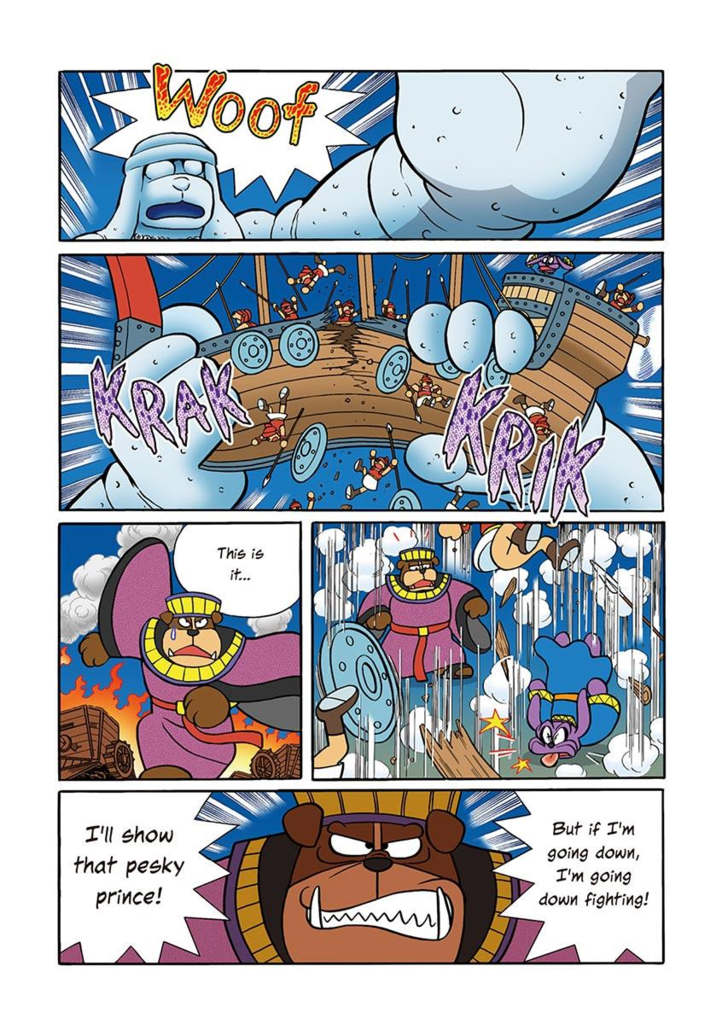 Woof
KRAK
KRIK
This is
it...
I'll show
that pesky
prince!
But if I'm
going down,
I'm going
down fighting!